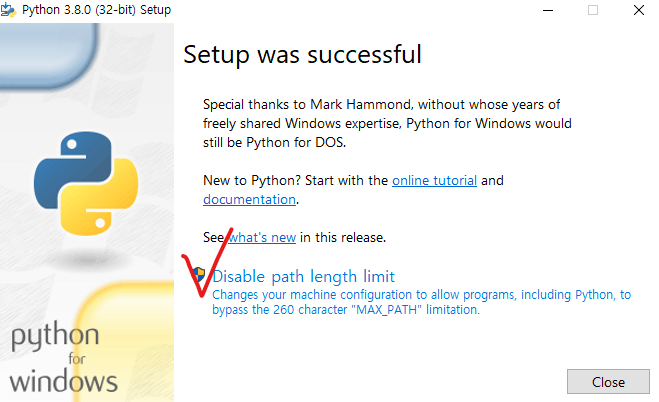 Python 3.8.0 (32-bit) Setup
Setup was successful
Special thanks to Mark Hammond, without whose years of
freely shared Windows expertise, Python for Windows would
still be Python for DOS.
New to Python? Start with the online tutorial and
documentation.
See what's new in this release.
Disable path length limit
Changes your machine configuration to allow programs, including Python, to
bypass the 260 character "MAX_PATH" limitation.
python
for
windows
Close